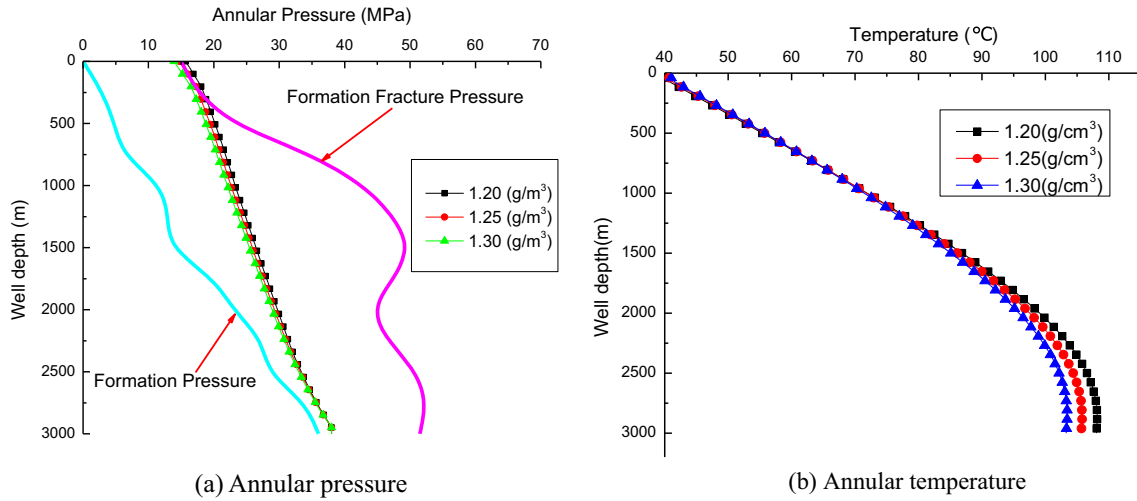 Annular Pressure (MPa)
0 10 20 30 40 50 60 70
0
500
1000
1500
2000
2500
3000
Well depth (m)
Formation Fracture Pressure
1.20 (g/m³)
1.25 (g/m³)
1.30 (g/m³)
Formation Pressure
(a) Annular pressure
Temperature (℃)
40 50 60 70 80 90 100 110
0
500
1000
1500
2000
2500
3000
Well depth(m)
1.20(g/cm³)
1.25(g/cm³)
1.30(g/cm³)
(b) Annular temperature